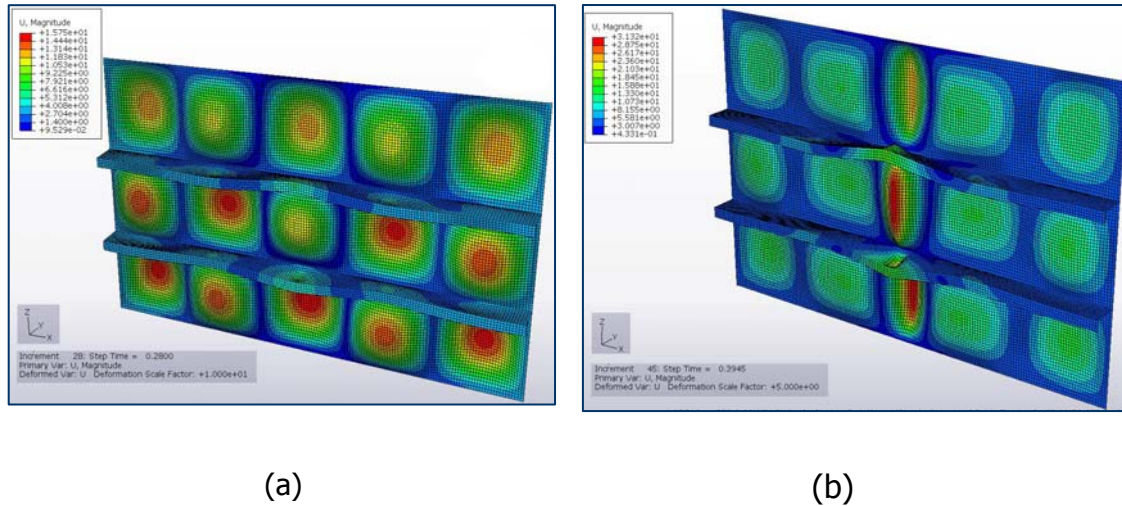 U, Magnitude
+1.575e+01
+1.444e+01
+1.314e+01
+1.183e+01
+1.053e+01
+9.225e+00
+7.921e+00
+6.616e+00
+5.312e+00
+4.008e+00
+2.704e+00
+1.400e+00
+9.529e-02
Z
Y
X
Increment 28: Step Time = 0.2800
Primary Var: U, Magnitude
Deformed Var: U Deformation Scale Factor: +1.000e+01
(a)
U, Magnitude
+3.132e+01
+2.875e+01
+2.617e+01
+2.360e+01
+2.103e+01
+1.845e+01
+1.588e+01
+1.330e+01
+1.073e+01
+8.155e+00
+5.581e+00
+3.007e+00
+4.331e-01
Z
Y
X
Increment 45: Step Time = 0.3945
Primary Var: U, Magnitude
Deformed Var: U Deformation Scale Factor: +5.000e+00
(b)